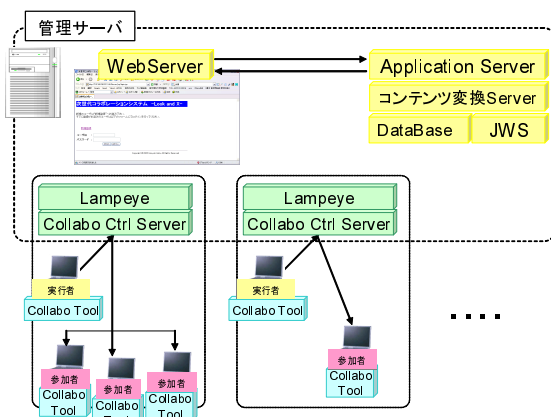 管理サーバ
WebServer
Application Server
コンテンツ変換Server
DataBase
JWS
次世代コラボレーションシステム -Look and X-
Lampeye
Collabo Ctrl Server
Lampeye
Collabo Ctrl Server
実行者
Collabo Tool
実行者
Collabo Tool
・・・・
参加者
Collabo
Tool
参加者
Collabo
参加者
Collabo
Tool
参加者
Collabo
Tool